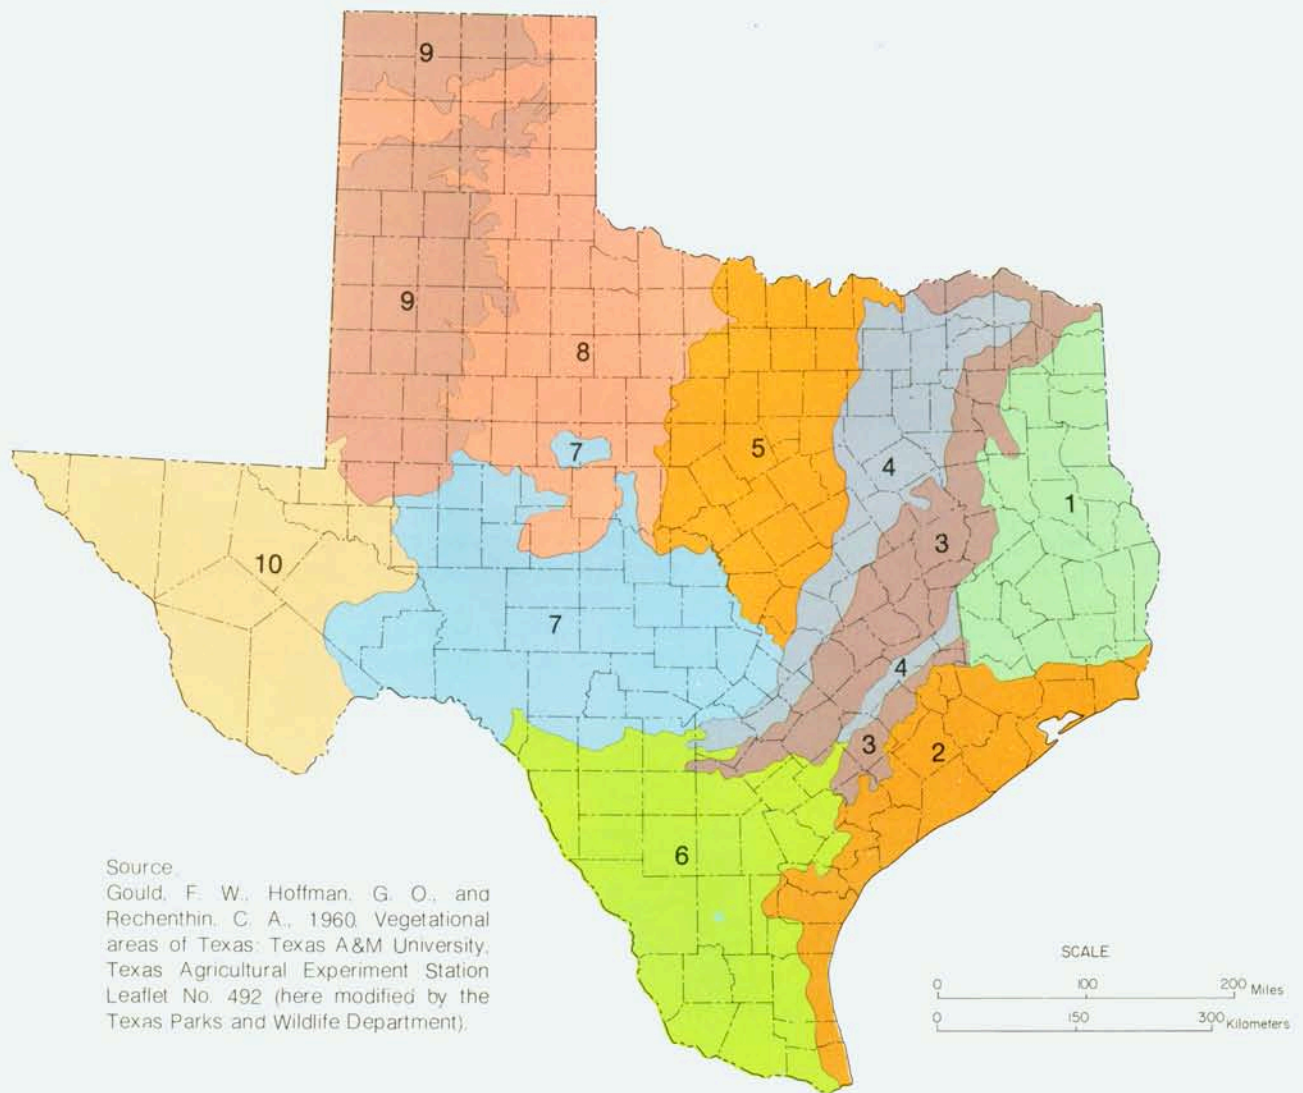 9
9
8
7
5
4
1
3
10
7
4
3
2
6
Source
Gould, F. W., Hoffman, G. O., and
Rechenthin, C. A., 1960, Vegetational
areas of Texas: Texas A&M University,
Texas Agricultural Experiment Station
Leaflet No. 492 (here modified by the
Texas Parks and Wildlife Department).
SCALE
0 100 200 Miles
0 150 300 Kilometers